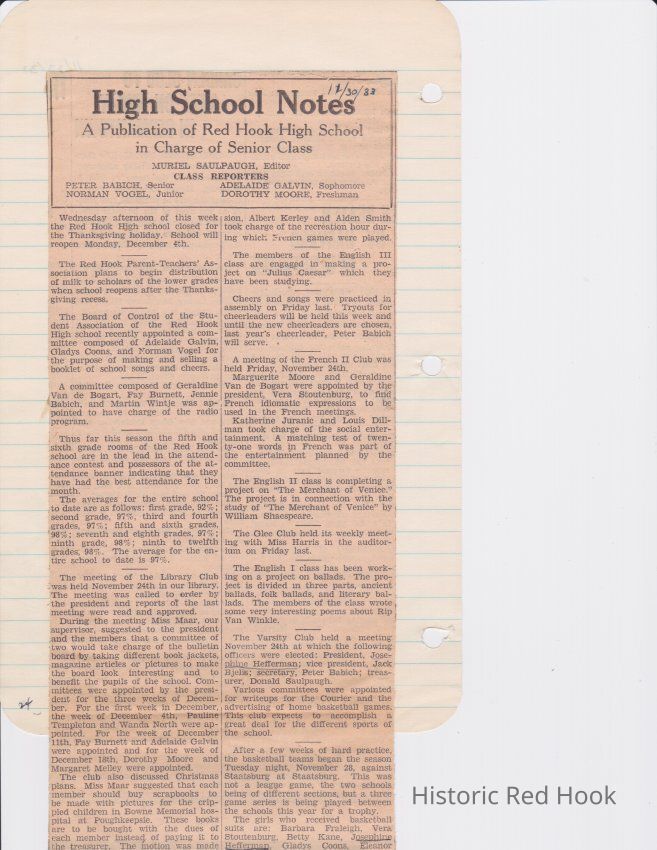 11/30/33
High School Notes
A Publication of Red Hook High School
in Charge of Senior Class
MURIEL SAULPAUGH, Editor
CLASS REPORTERS
PETER BABICH, Senior ADELAIDE GALVIN, Sophomore
NORMAN VOGEL, Junior DOROTHY MOORE, Freshman
Wednesday afternoon of this week
the Red Hook High school closed for
the Thanksgiving holiday. School will
reopen Monday, December 4th.
The Red Hook Parent-Teachers' As-
sociation plans to begin distribution
of milk to scholars of the lower grades
when school reopens after the Thanks-
giving recess.
The Board of Control of the Stu-
dent Association of the Red Hook
High school recently appointed a com-
mittee composed of Adelaide Galvin,
Gladys Coons, and Norman Vogel for
the purpose of making and selling a
booklet of school songs and cheers.
A committee composed of Geraldine
Van de Bogart, Fay Burnett, Jennie
Babich, and Martin Wintje was ap-
pointed to have charge of the radio
program.
Thus far this season the fifth and
sixth grade rooms of the Red Hook
school are in the lead in the attend-
ance contest and possessors of the at-
tendance banner indicating that they
have had the best attendance for the
month.
The averages for the entire school
to date are as follows: first grade, 92%;
second grade, 97%, third and fourth
grades, 97%; fifth and sixth grades,
98%; seventh and eighth grades, 97%;
ninth grade, 98%; ninth to twelfth
grades, 98%. The average for the en-
tire school to date is 97%.
The meeting of the Library Club
was held November 24th in our library.
The meeting was called to order by
the president and reports of the last
meeting were read and approved.
During the meeting Miss Maar, our
supervisor, suggested to the president
and the members that a committee of
two would take charge of the bulletin
board by taking different book jackets,
magazine articles or pictures to make
the board look interesting and to
benefit the pupils of the school. Com-
mittees were appointed by the presi-
dent for the three weeks of Decem-
ber. For the first week in December,
the week of December 4th, Pauline
Templeton and Wanda North were ap-
pointed. For the week of December
11th, Fay Burnett and Adelaide Galvin
were appointed and for the week of
December 18th, Dorothy Moore and
Margaret Melley were appointed.
The club also discussed Christmas
plans. Miss Maar suggested that each
member should buy scrapbooks to
be made with pictures for the crip-
pled children in Bowne Memorial hos-
pital at Poughkeepsie. These books
are to be bought with the dues of
each member instead of paying it to
the treasurer. The motion was made
sion, Albert Kerley and Alden Smith
took charge of the recreation hour dur-
ing which French games were played.
The members of the English III
class are engaged in making a pro-
ject on "Julius Caesar" which they
have been studying.
Cheers and songs were practiced in
assembly on Friday last. Tryouts for
cheerleaders will be held this week and
until the new cheerleaders are chosen,
last year's cheerleader, Peter Babich
will serve.
A meeting of the French II Club was
held Friday, November 24th.
Marguerite Moore and Geraldine
Van de Bogart were appointed by the
president, Vera Stoutenburg, to find
French idiomatic expressions to be
used in the French meetings.
Katherine Juranic and Louis Dill-
man took charge of the social enter-
tainment. A matching test of twen-
ty-one words in French was part of
the entertainment planned by the
committee.
The English II class is completing a
project on "The Merchant of Venice."
The project is in connection with the
study of "The Merchant of Venice" by
William Shaespeare.
The Glee Club held its weekly meet-
ing with Miss Harris in the auditor-
ium on Friday last.
The English I class has been work-
ing on a project on ballads. The pro-
ject is divided in three parts, ancient
ballads, folk ballads, and literary bal-
lads. The members of the class wrote
some very interesting poems about Rip
Van Winkle.
The Varsity Club held a meeting
November 24th at which the following
officers were elected: President, Jose-
phine Hefferman; vice president, Jack
Bjelis; secretary, Peter Babich; treas-
urer, Donald Saulpaugh.
Various committees were appointed
for writeups for the Courier and the
advertising of home basketball games.
This club expects to accomplish a
great deal for the different sports of
the school.
After a few weeks of hard practice,
the basketball teams began the season
Tuesday night, November 28, against
Staatsburg at Staatsburg. This was
not a league game, the two schools
being of different sections, but a three
game series is being played between
the schools this year for a trophy.
The girls who received basketball
suits are: Barbara Fraleigh, Vera
Stoutenburg, Betty Kane, Josephine
Hefferman, Gladys Coons, Eleanor
Historic Red Hook